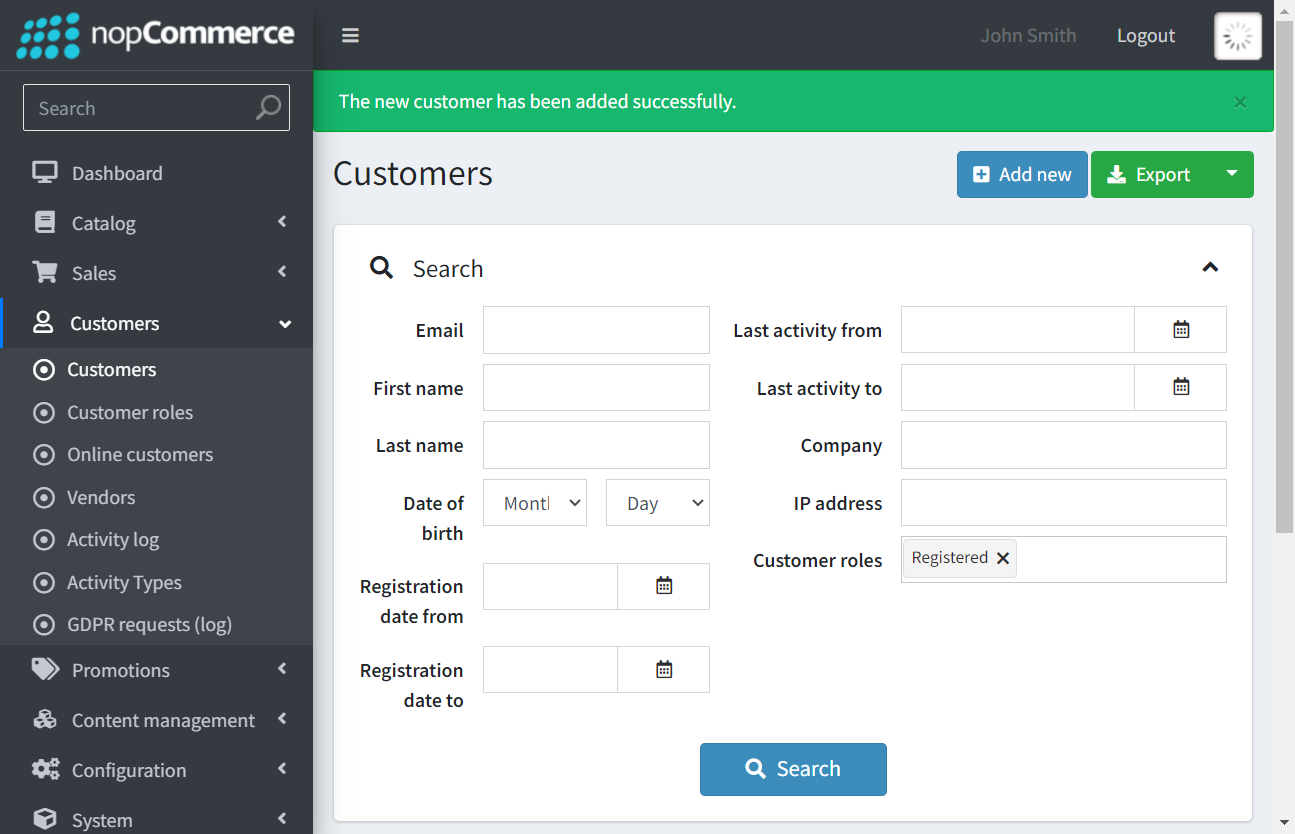 nopCommerce
John Smith
Logout
Search
The new customer has been added successfully.
×
Dashboard
Catalog
Sales
Customers
Customers
Customer roles
Online customers
Vendors
Activity log
Activity Types
GDPR requests (log)
Promotions
Content management
Configuration
System
Customers
Add new
Export
Search
Email
First name
Last name
Date of
birth
Month
Day
Registration
date from
Registration
date to
Last activity from
Last activity to
Company
IP address
Customer roles
Registered
Search